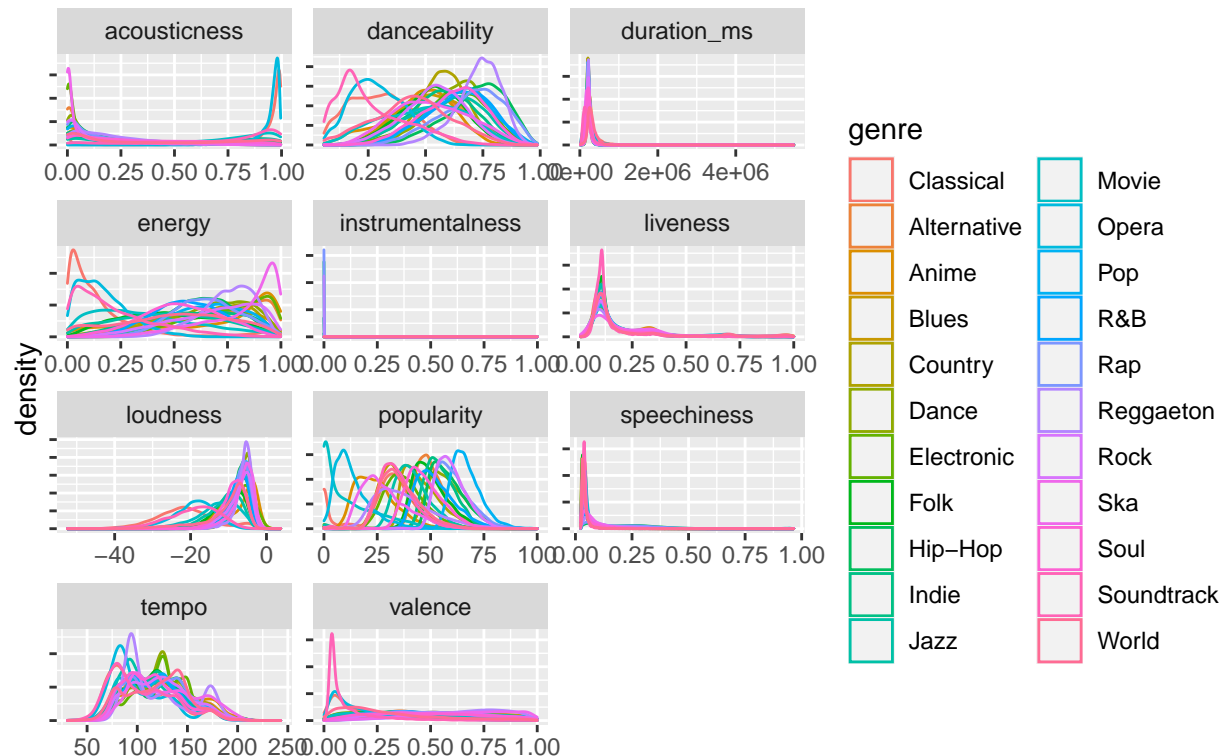 acousticness danceability duration_ms
0.00 0.25 0.50 0.75 1.00 0.25 0.50 0.75 1.00 0e+00 2e+06 4e+06
energy instrumentalness liveness
0.00 0.25 0.50 0.75 1.00 0.00 0.25 0.50 0.75 1.00 0.00 0.25 0.50 0.75 1.00
loudness popularity speechiness
−40 −20 0 0 25 50 75 100 0.00 0.25 0.50 0.75 1.00
tempo valence
50 100 150 200 250 0.00 0.25 0.50 0.75 1.00
density
genre
Classical
Alternative
Anime
Blues
Country
Dance
Electronic
Folk
Hip−Hop
Indie
Jazz
Movie
Opera
Pop
R&B
Rap
Reggaeton
Rock
Ska
Soul
Soundtrack
World